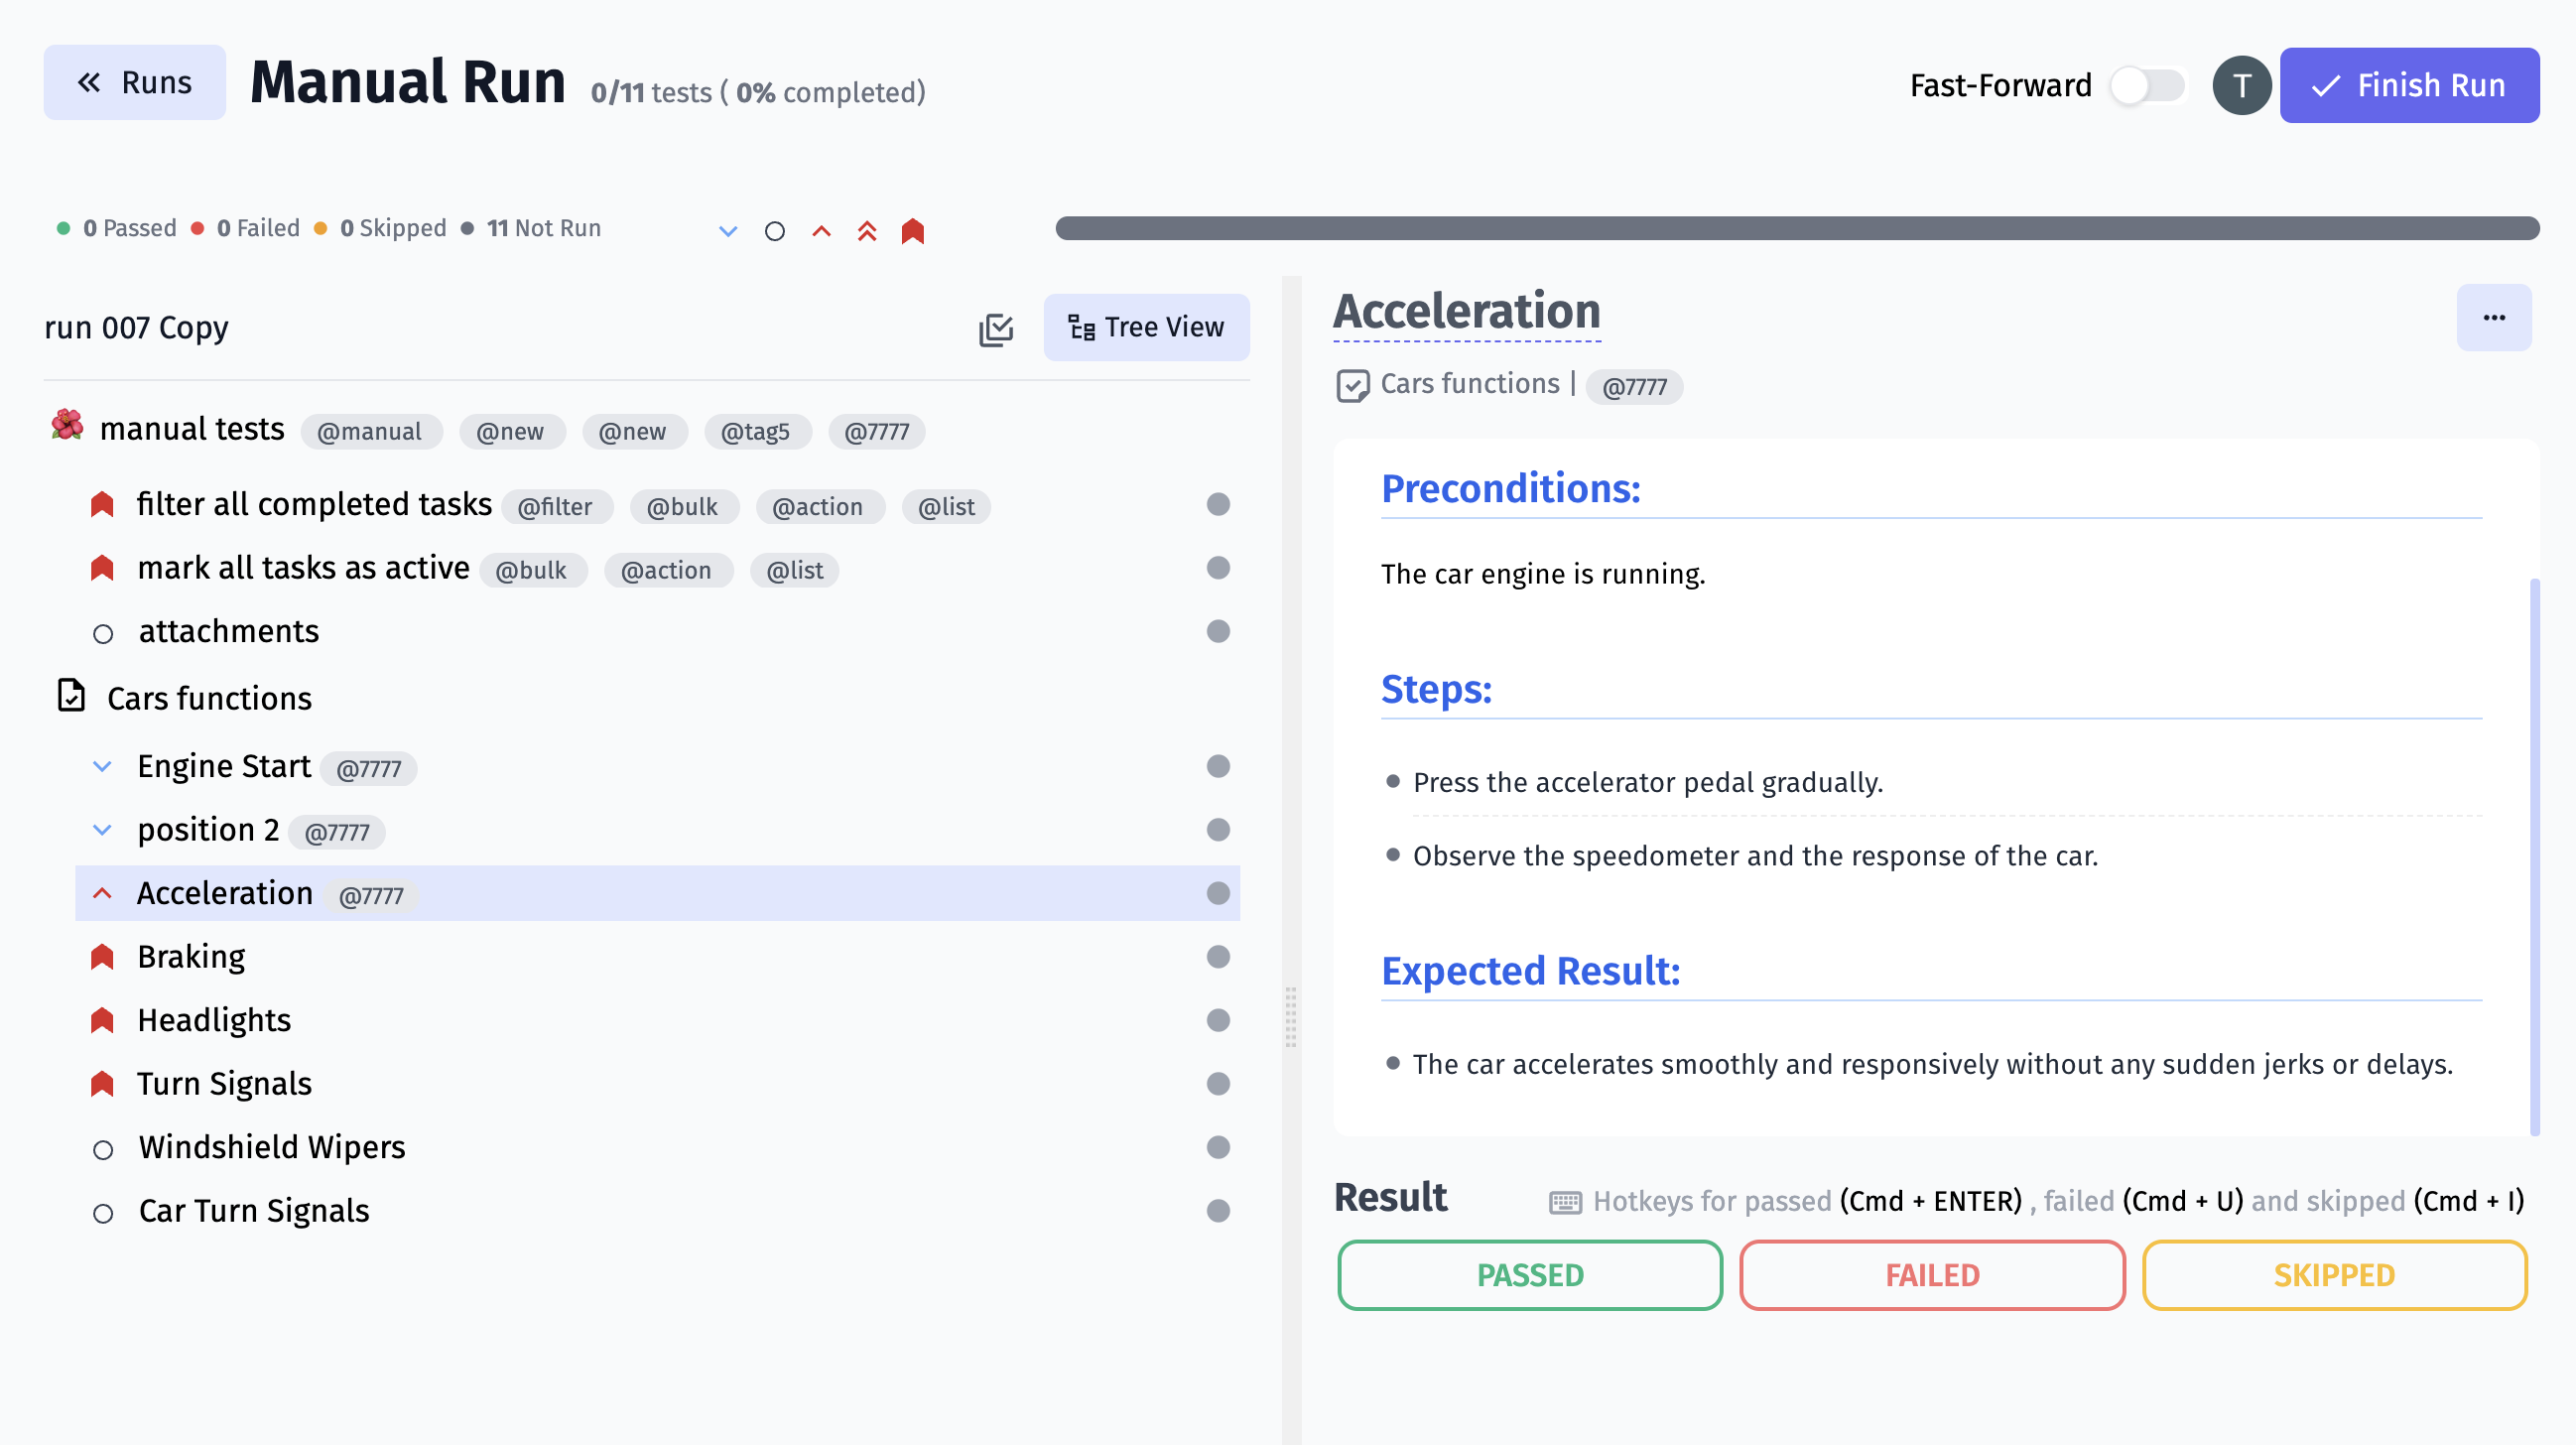 Runs
Manual Run 0/11 tests ( 0% completed)
Fast-Forward
T
Finish Run
0 Passed 0 Failed 0 Skipped 11 Not Run
run 007 Copy
Tree View
manual tests @manual @new @new @tag5 @7777
filter all completed tasks @filter @bulk @action @list
mark all tasks as active @bulk @action @list
attachments
Cars functions
Engine Start @7777
position 2 @7777
Acceleration @7777
Braking
Headlights
Turn Signals
Windshield Wipers
Car Turn Signals
Acceleration
Cars functions | @7777
Preconditions:
The car engine is running.
Steps:
Press the accelerator pedal gradually.
Observe the speedometer and the response of the car.
Expected Result:
The car accelerates smoothly and responsively without any sudden jerks or delays.
Result
Hotkeys for passed (Cmd + ENTER) , failed (Cmd + U) and skipped (Cmd + I)
PASSED
FAILED
SKIPPED